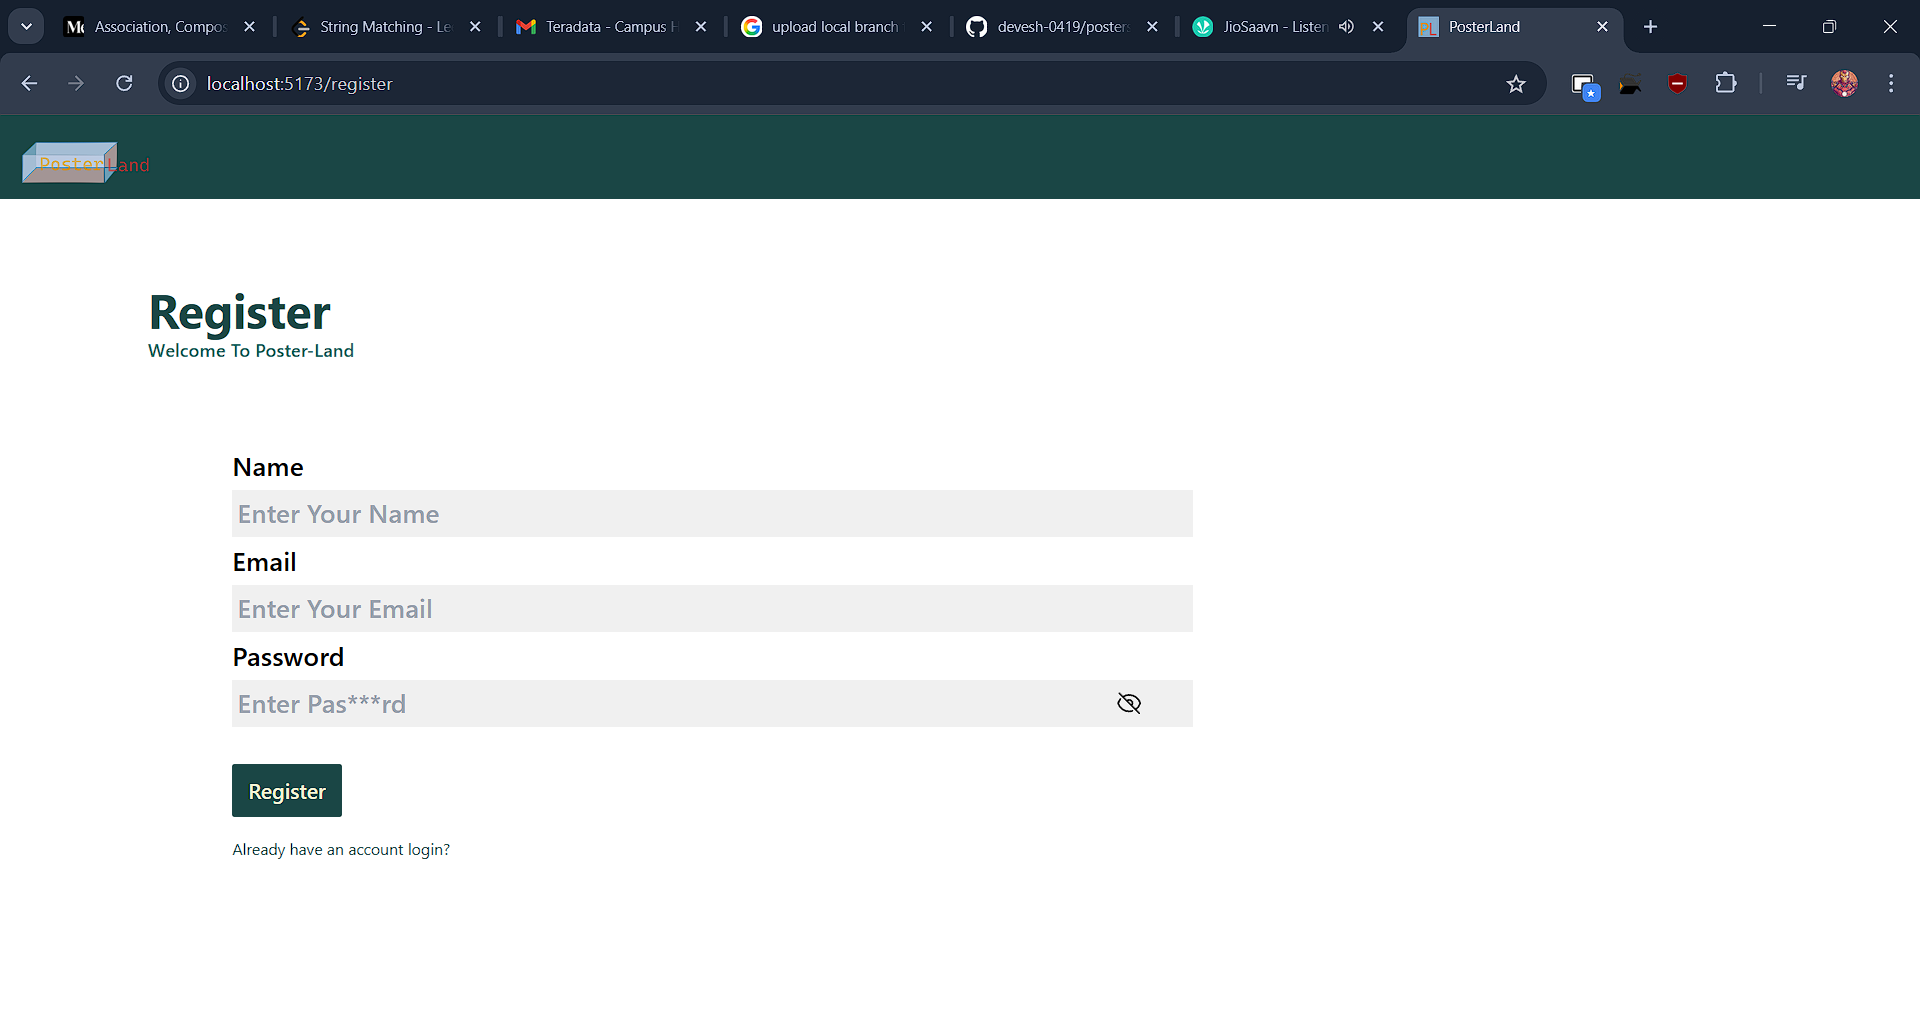 Association, Compos
String Matching - Le
Teradata - Campus H
upload local branch
devesh-0419/posters
JioSaavn - Listen
PosterLand
localhost:5173/register
PosterLand
Register
Welcome To Poster-Land
Name
Enter Your Name
Email
Enter Your Email
Password
Enter Pas***rd
Register
Already have an account login?